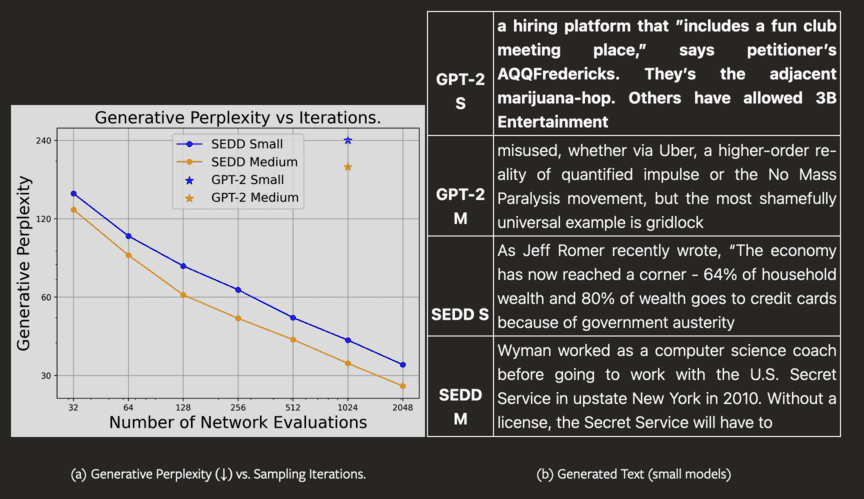 Generative Perplexity vs Iterations.
240
120
60
30
Generative Perplexity
SEDD Small
SEDD Medium
GPT-2 Small
GPT-2 Medium
32 64 128 256 512 1024 2048
Number of Network Evaluations
(a) Generative Perplexity (↓) vs. Sampling Iterations.
GPT-2
S
a hiring platform that "includes a fun club
meeting place," says petitioner's
AQQFredericks. They's the adjacent
marijuana-hop. Others have allowed 3B
Entertainment
GPT-2
M
misused, whether via Uber, a higher-order re-
ality of quantified impulse or the No Mass
Paralysis movement, but the most shamefully
universal example is gridlock
SEDD S
As Jeff Romer recently wrote, "The economy
has now reached a corner - 64% of household
wealth and 80% of wealth goes to credit cards
because of government austerity
SEDD
M
Wyman worked as a computer science coach
before going to work with the U.S. Secret
Service in upstate New York in 2010. Without a
license, the Secret Service will have to
(b) Generated Text (small models)